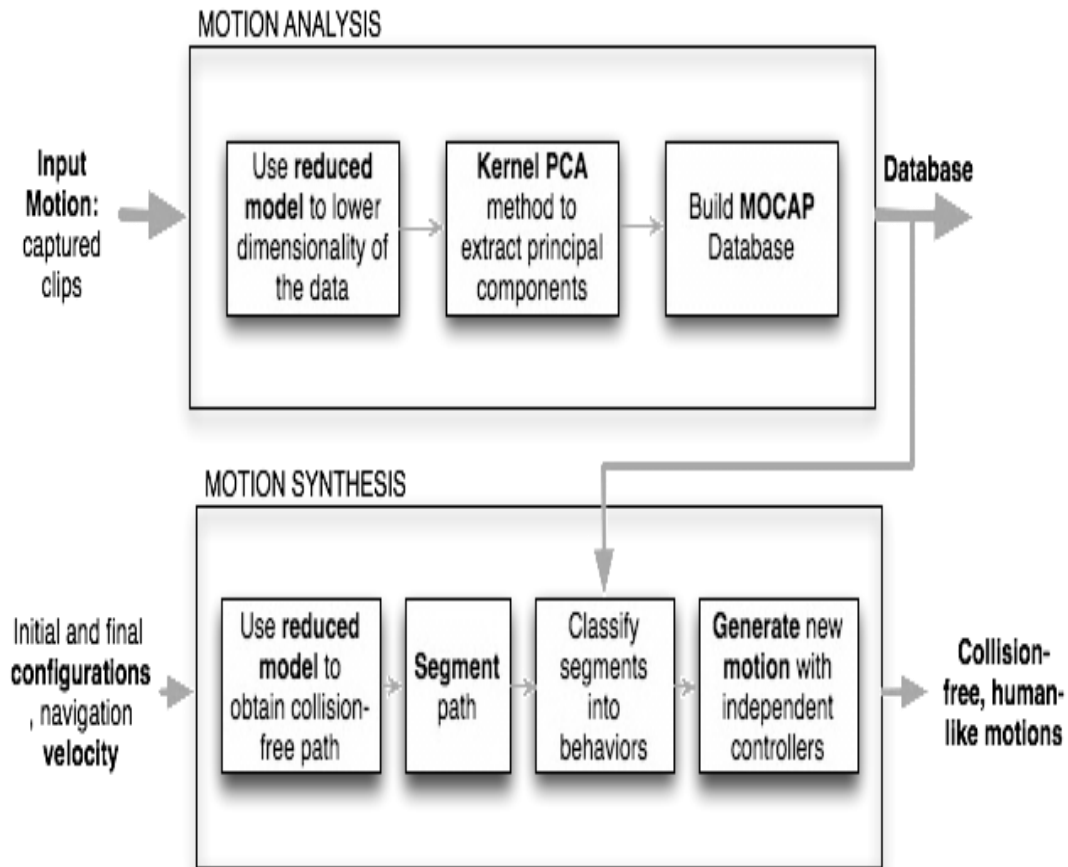 MOTION ANALYSIS
Input
Motion:
captured
clips
Use reduced
model to lower
dimensionality of
the data
Kernel PCA
method to
extract principal
components
Build MOCAP
Database
Database
MOTION SYNTHESIS
Initial and final
configurations
, navigation
velocity
Use reduced
model to
obtain collision-
free path
Segment
path
Classify
segments
into
behaviors
Generate new
motion with
independent
controllers
Collision-
free, human-
like motions